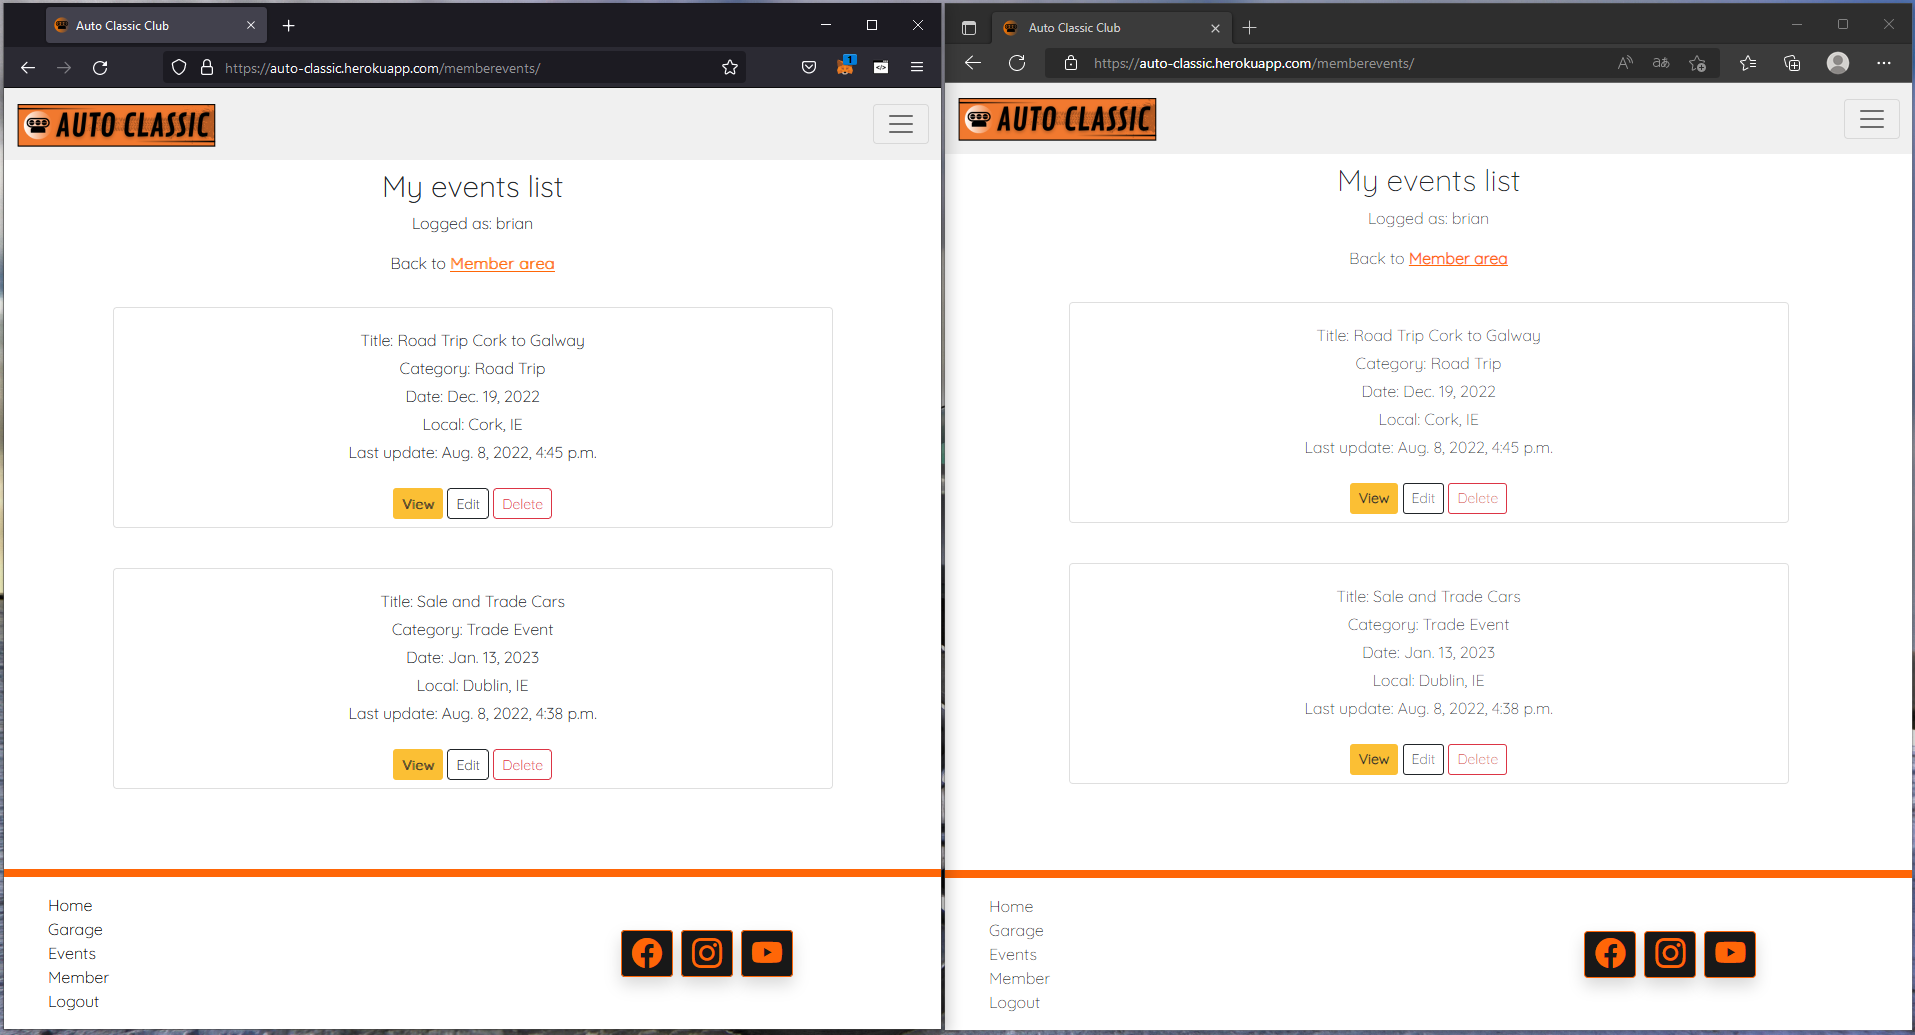 Auto Classic Club
https://auto-classic.herokuapp.com/memberevents/
1
AUTO CLASSIC
My events list
Logged as: brian
Back to Member area
Title: Road Trip Cork to Galway
Category: Road Trip
Date: Dec. 19, 2022
Local: Cork, IE
Last update: Aug. 8, 2022, 4:45 p.m.
View Edit Delete
Title: Sale and Trade Cars
Category: Trade Event
Date: Jan. 13, 2023
Local: Dublin, IE
Last update: Aug. 8, 2022, 4:38 p.m.
View Edit Delete
Home
Garage
Events
Member
Logout
Auto Classic Club
https://auto-classic.herokuapp.com/memberevents/
AUTO CLASSIC
My events list
Logged as: brian
Back to Member area
Title: Road Trip Cork to Galway
Category: Road Trip
Date: Dec. 19, 2022
Local: Cork, IE
Last update: Aug. 8, 2022, 4:45 p.m.
View Edit Delete
Title: Sale and Trade Cars
Category: Trade Event
Date: Jan. 13, 2023
Local: Dublin, IE
Last update: Aug. 8, 2022, 4:38 p.m.
View Edit Delete
Home
Garage
Events
Member
Logout